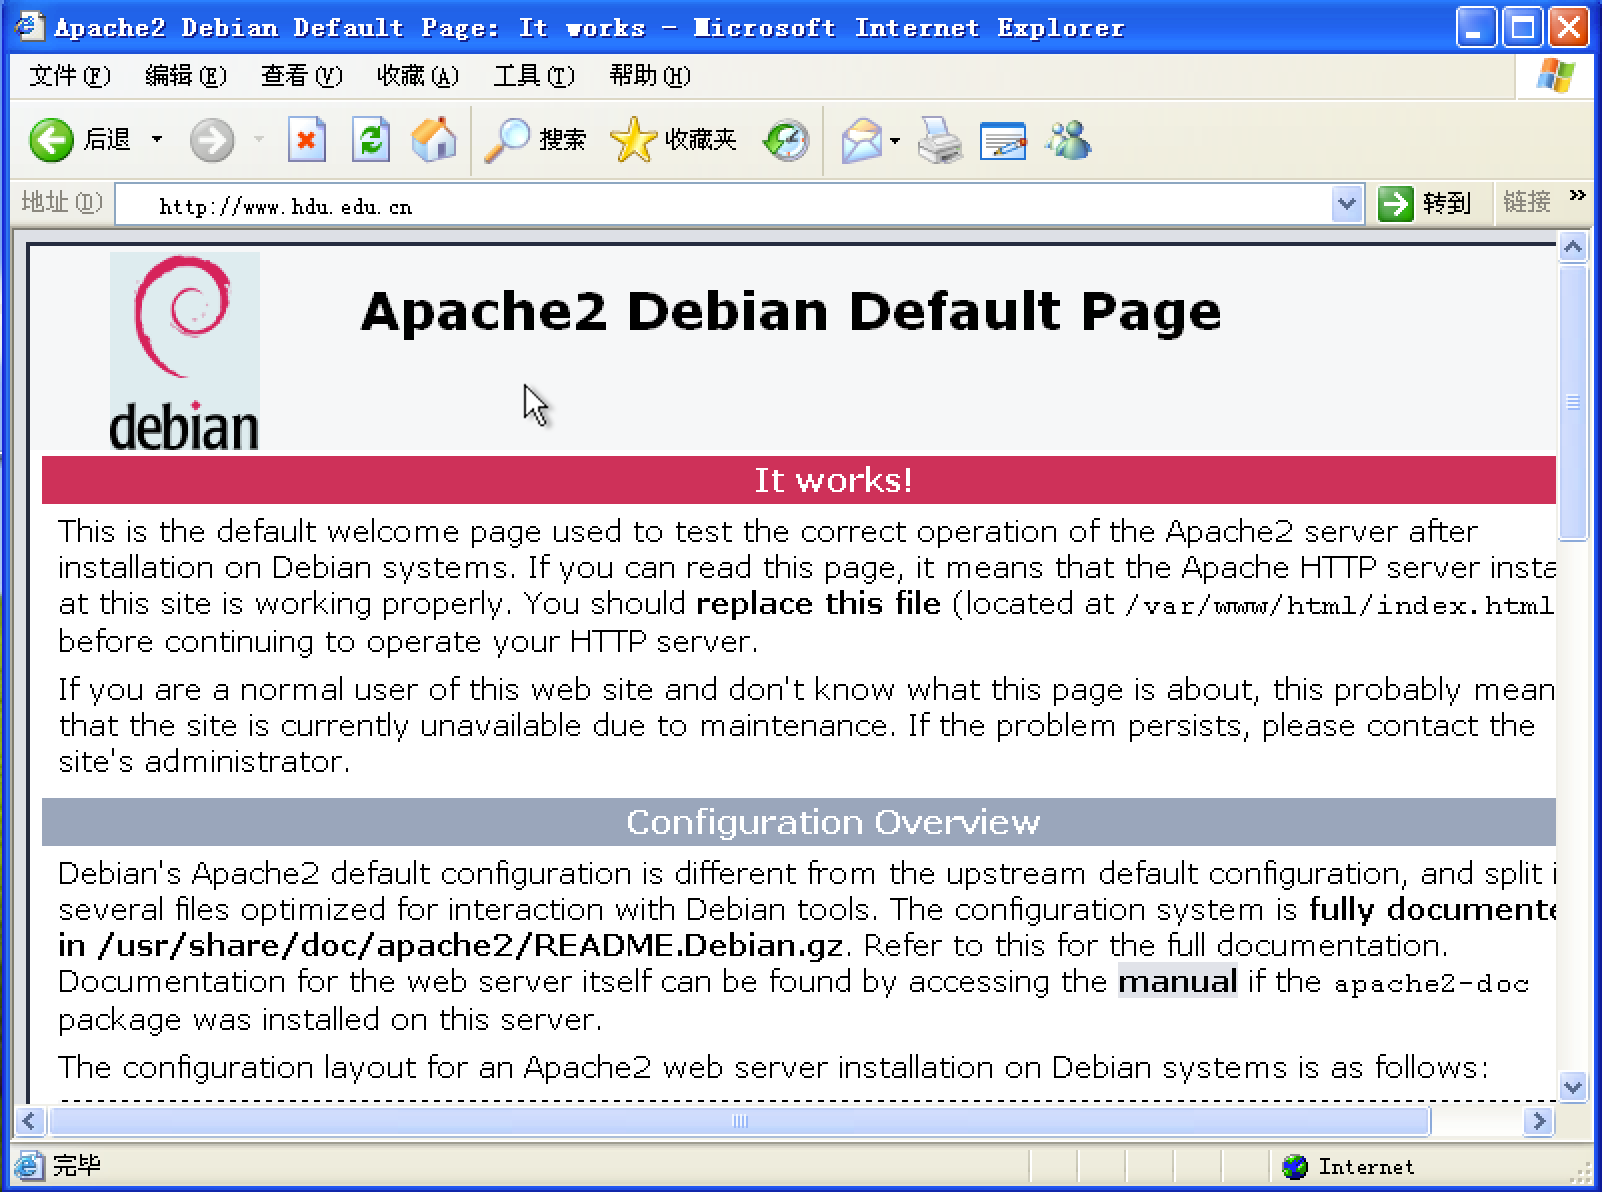 Apache2 Debian Default Page: It works - Microsoft Internet Explorer
文件(F) 编辑(E) 查看(V) 收藏(A) 工具(T) 帮助(H)
后退 搜索 收藏夹
地址(D) http://www.hdu.edu.cn 转到 链接 »
debian
Apache2 Debian Default Page
It works!
This is the default welcome page used to test the correct operation of the Apache2 server after
installation on Debian systems. If you can read this page, it means that the Apache HTTP server insta
at this site is working properly. You should replace this file (located at /var/www/html/index.html
before continuing to operate your HTTP server.
If you are a normal user of this web site and don't know what this page is about, this probably mean
that the site is currently unavailable due to maintenance. If the problem persists, please contact the
site's administrator.
Configuration Overview
Debian's Apache2 default configuration is different from the upstream default configuration, and split i
several files optimized for interaction with Debian tools. The configuration system is fully documente
in /usr/share/doc/apache2/README.Debian.gz. Refer to this for the full documentation.
Documentation for the web server itself can be found by accessing the manual if the apache2-doc
package was installed on this server.
The configuration layout for an Apache2 web server installation on Debian systems is as follows:
完毕 Internet